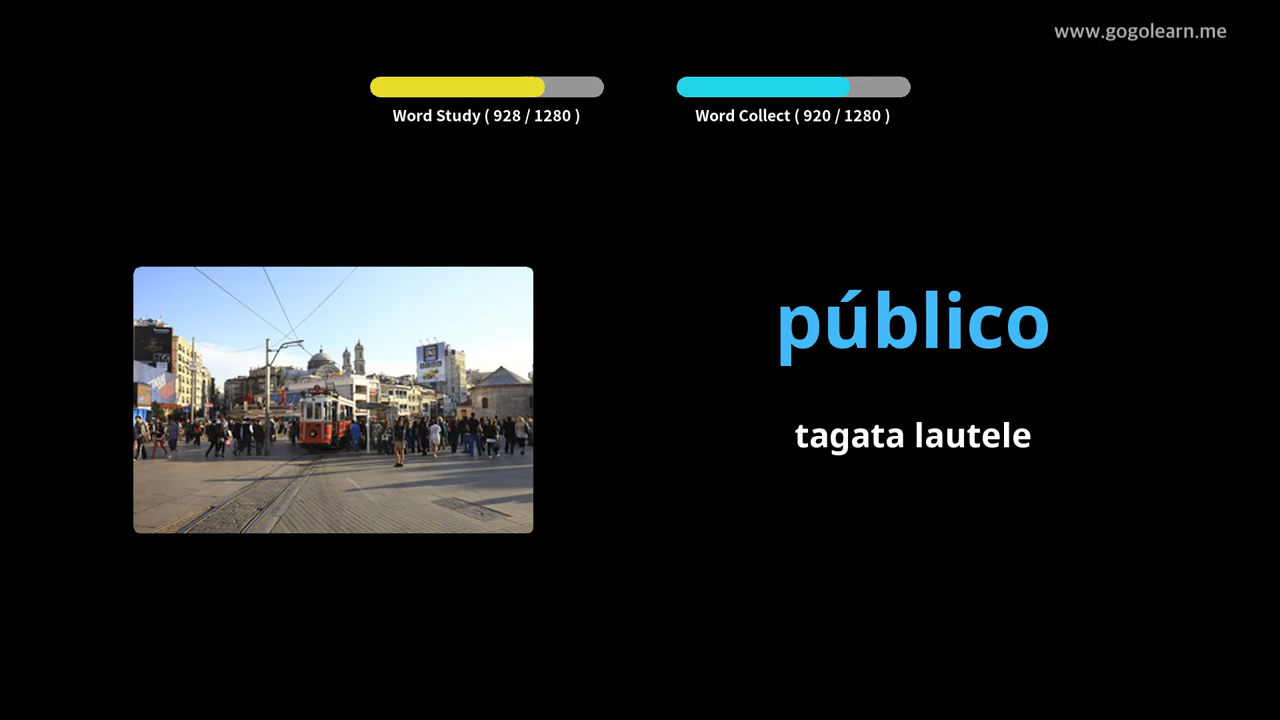 www.gogolearn.me
Word Study ( 928 / 1280 )
Word Collect ( 920 / 1280 )
público
tagata lautele